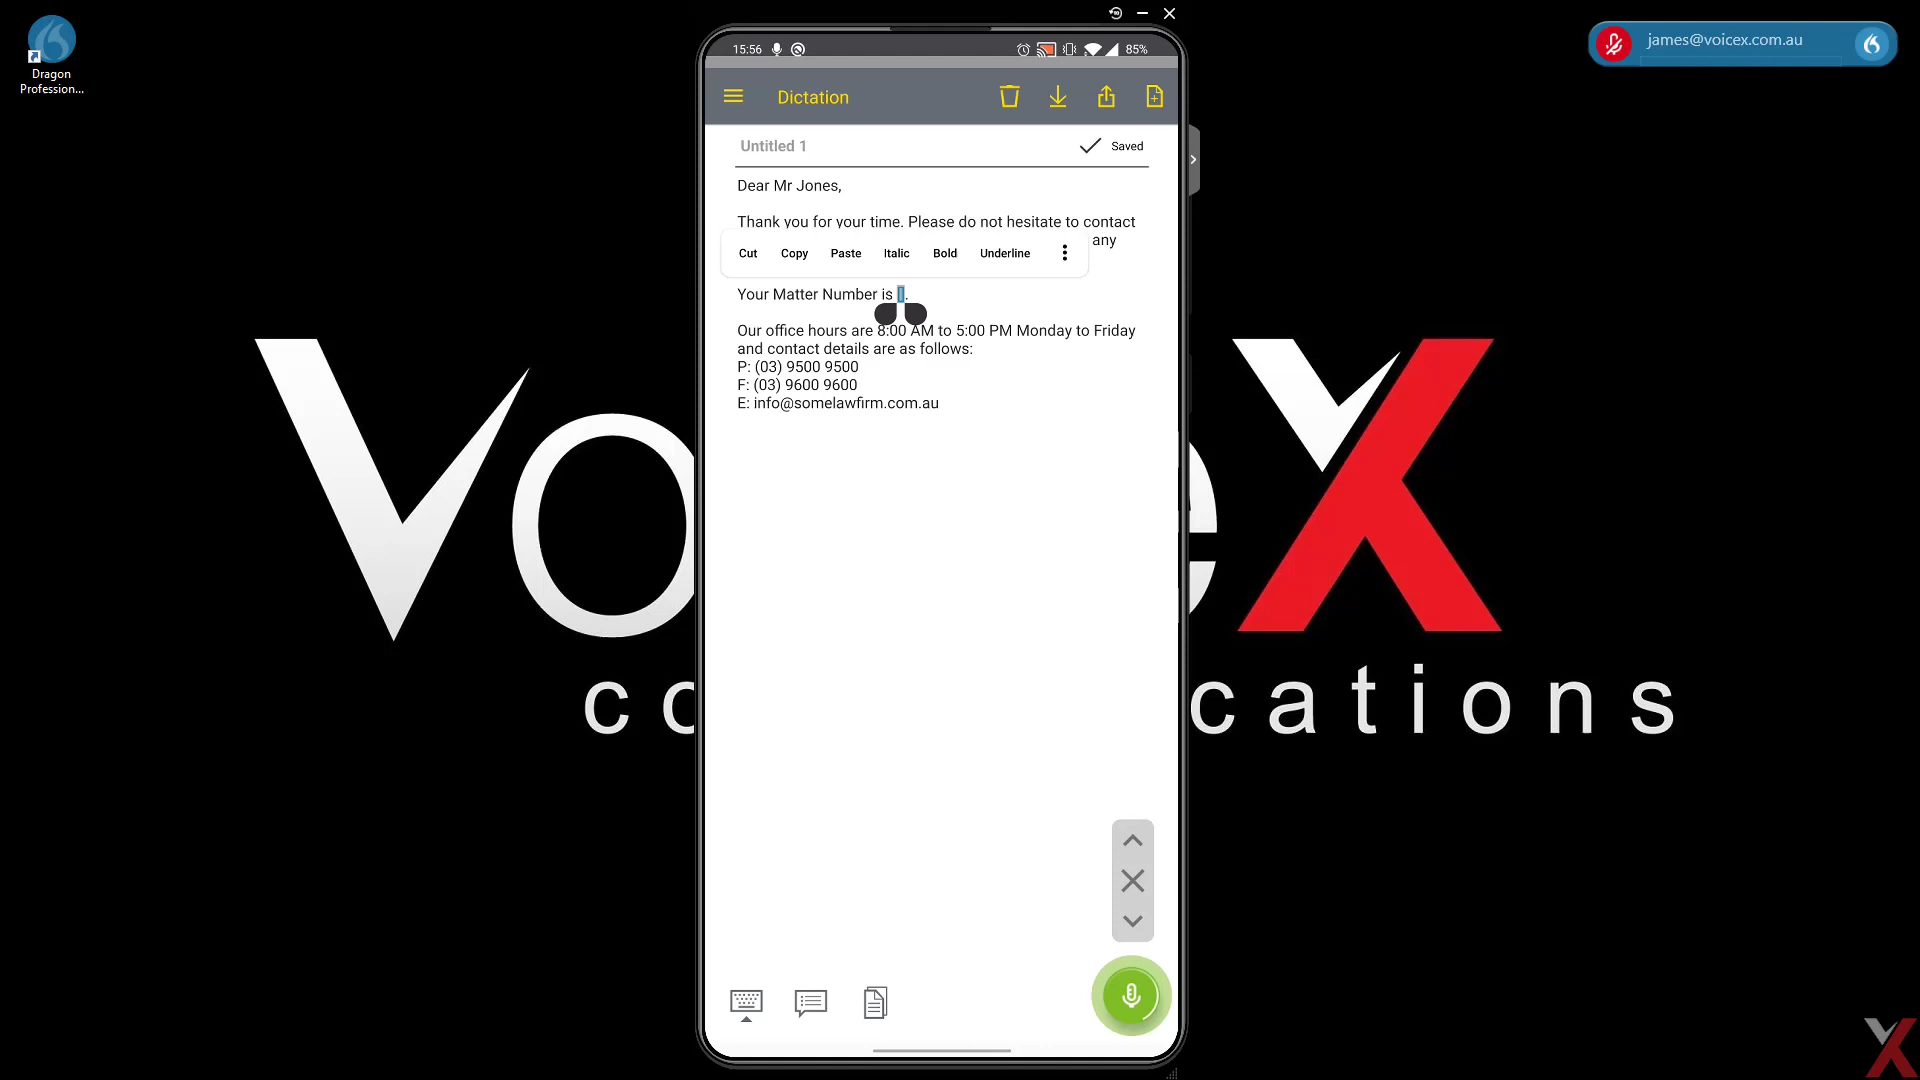 Dragon
Profession...
15:56
85%
james@voicex.com.au
Dictation
Untitled 1
Saved
Dear Mr Jones,
Thank you for your time. Please do not hesitate to contact
any
Cut Copy Paste Italic Bold Underline
Your Matter Number is [].
Our office hours are 8:00 AM to 5:00 PM Monday to Friday
and contact details are as follows:
P: (03) 9500 9500
F: (03) 9600 9600
E: info@somelawfirm.com.au
Vo eX
co cations